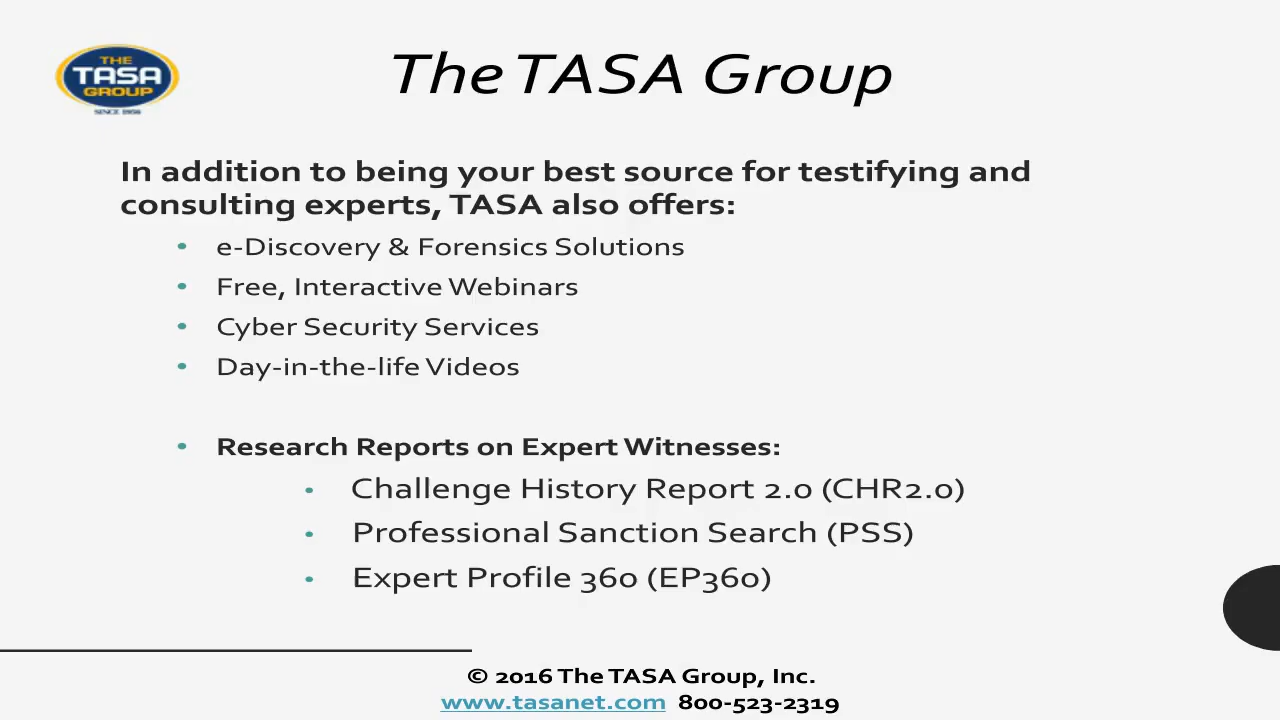 THE
TASA
GROUP
SINCE 1956
The TASA Group
In addition to being your best source for testifying and
consulting experts, TASA also offers:
• e-Discovery & Forensics Solutions
• Free, Interactive Webinars
• Cyber Security Services
• Day-in-the-life Videos
• Research Reports on Expert Witnesses:
• Challenge History Report 2.0 (CHR2.0)
• Professional Sanction Search (PSS)
• Expert Profile 360 (EP360)
© 2016 The TASA Group, Inc.
www.tasanet.com 800-523-2319